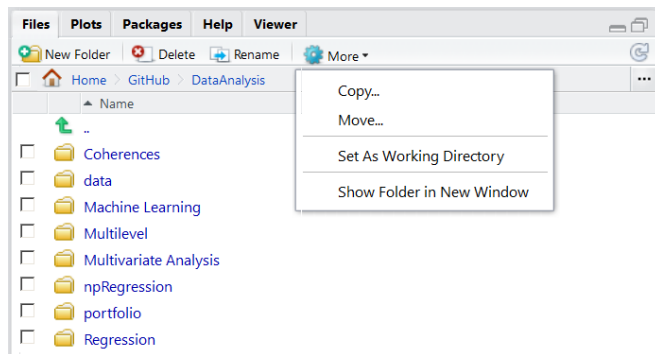 Files Plots Packages Help Viewer
New Folder Delete Rename More
Home GitHub DataAnalysis ...
Name
..
Coherences
data
Machine Learning
Multilevel
Multivariate Analysis
npRegression
portfolio
Regression
Copy...
Move...
Set As Working Directory
Show Folder in New Window